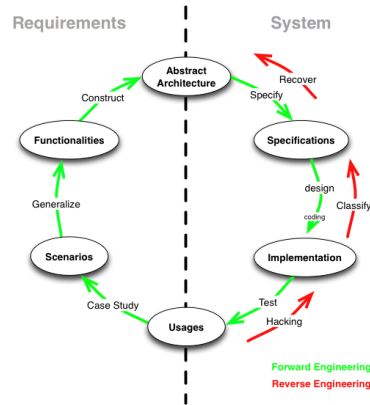 Requirements
System
Abstract
Architecture
Recover
Construct
Specify
Functionalities
Specifications
design
Generalize
Classify
coding
Scenarios
Implementation
Case Study
Test
Hacking
Usages
Forward Engineering
Reverse Engineering